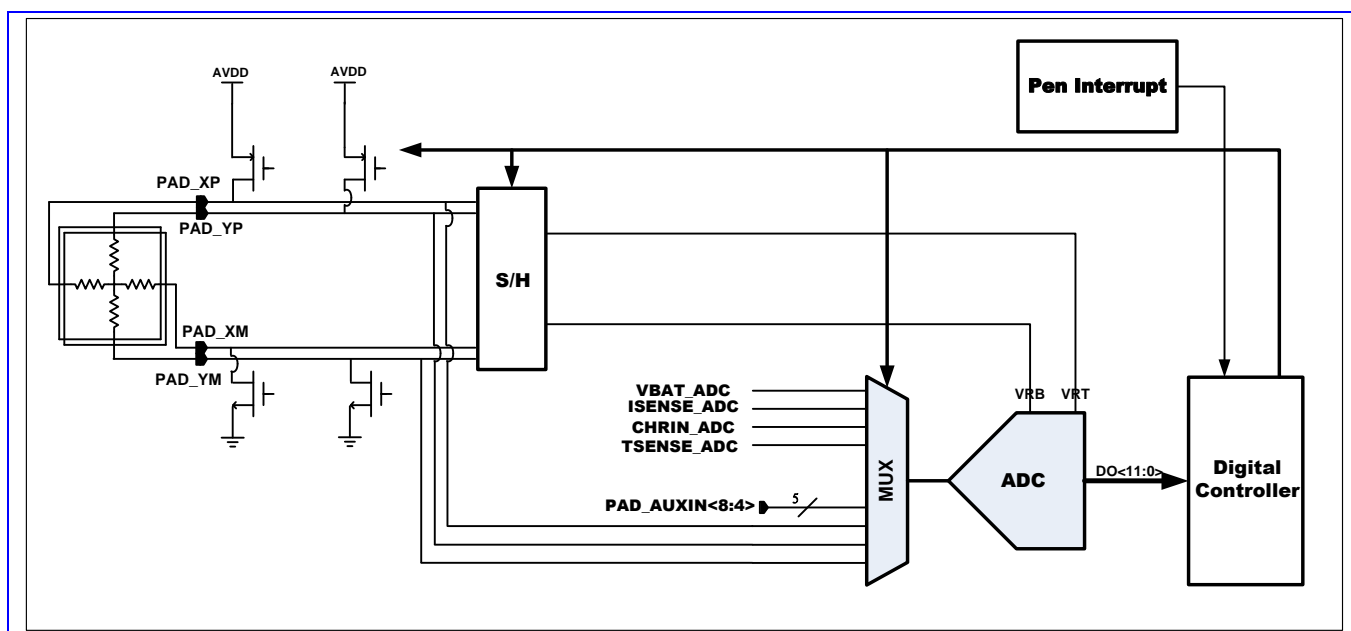 AVDD
AVDD
Pen Interrupt
PAD_XP
PAD_YP
S/H
PAD_XM
PAD_YM
VBAT_ADC
ISENSE_ADC
CHRIN_ADC
TSENSE_ADC
PAD_AUXIN<8:4>
5
MUX
VRB
VRT
ADC
DO<11:0>
Digital
Controller